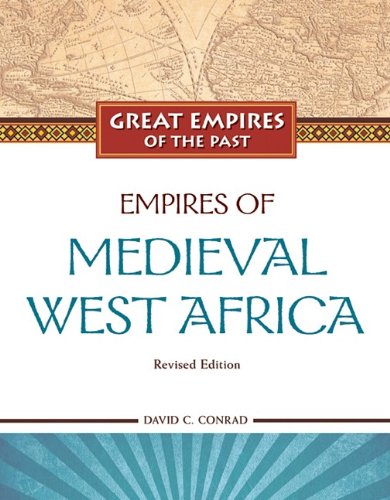 GREAT EMPIRES
OF THE PAST
EMPIRES OF
MEDIEVAL
WEST AFRICA
Revised Edition
DAVID C. CONRAD